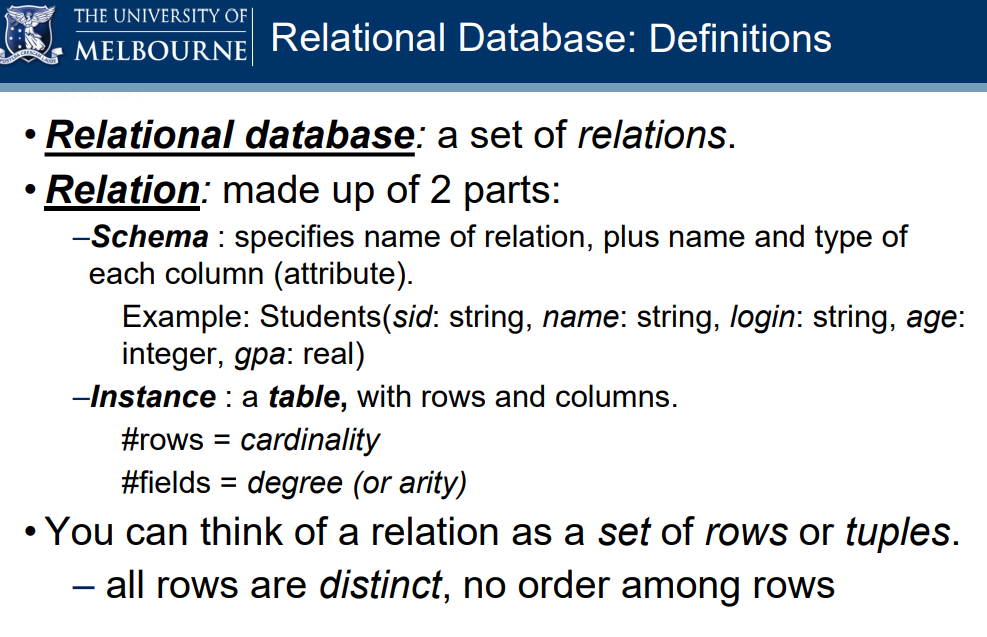 THE UNIVERSITY OF
MELBOURNE
Relational Database: Definitions
• Relational database: a set of relations.
• Relation: made up of 2 parts:
–Schema : specifies name of relation, plus name and type of
each column (attribute).
Example: Students(sid: string, name: string, login: string, age:
integer, gpa: real)
–Instance : a table, with rows and columns.
#rows = cardinality
#fields = degree (or arity)
• You can think of a relation as a set of rows or tuples.
– all rows are distinct, no order among rows